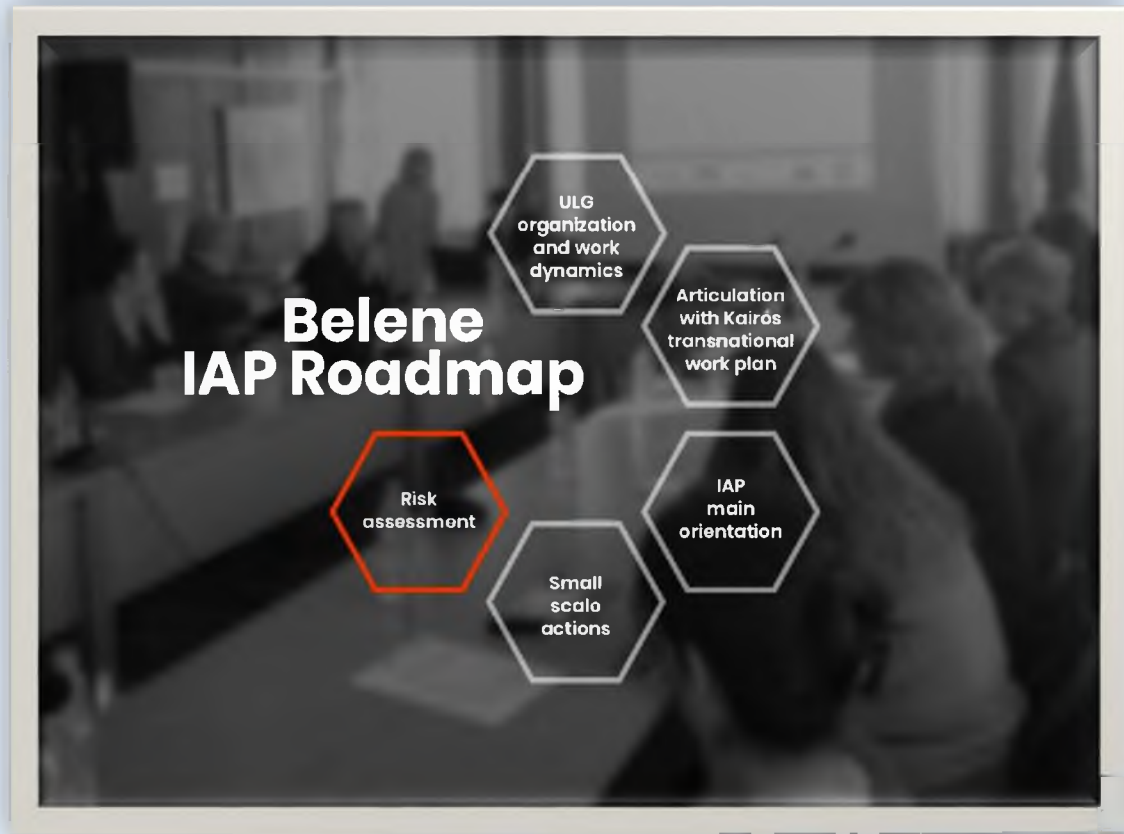 ULG
organization
and work
dynamics
Articulation
with Kairos
transnational
work plan
Belene
IAP Roadmap
Risk
assessment
IAP
main
orientation
Small
scalo
actions